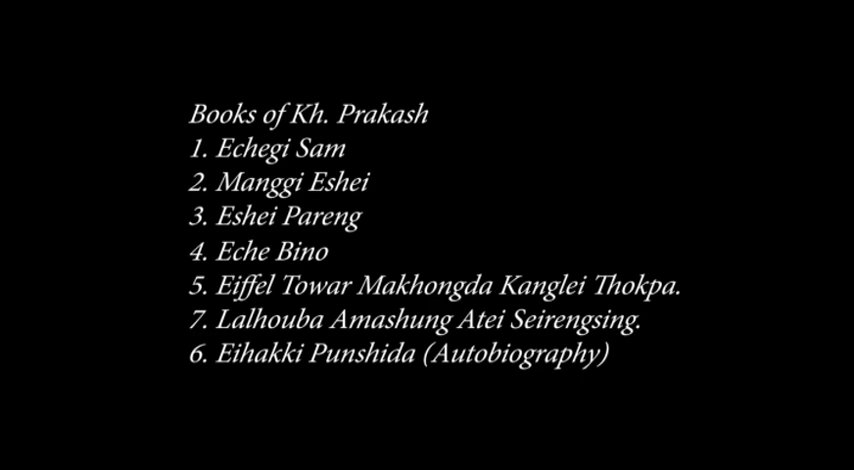 Books of Kh. Prakash
1. Echegi Sam
2. Manggi Eshei
3. Eshei Pareng
4. Eche Bino
5. Eiffel Towar Makhongda Kanglei Thokpa.
7. Lalhouba Amashung Atei Seirengsing.
6. Eihakki Punshida (Autobiography)